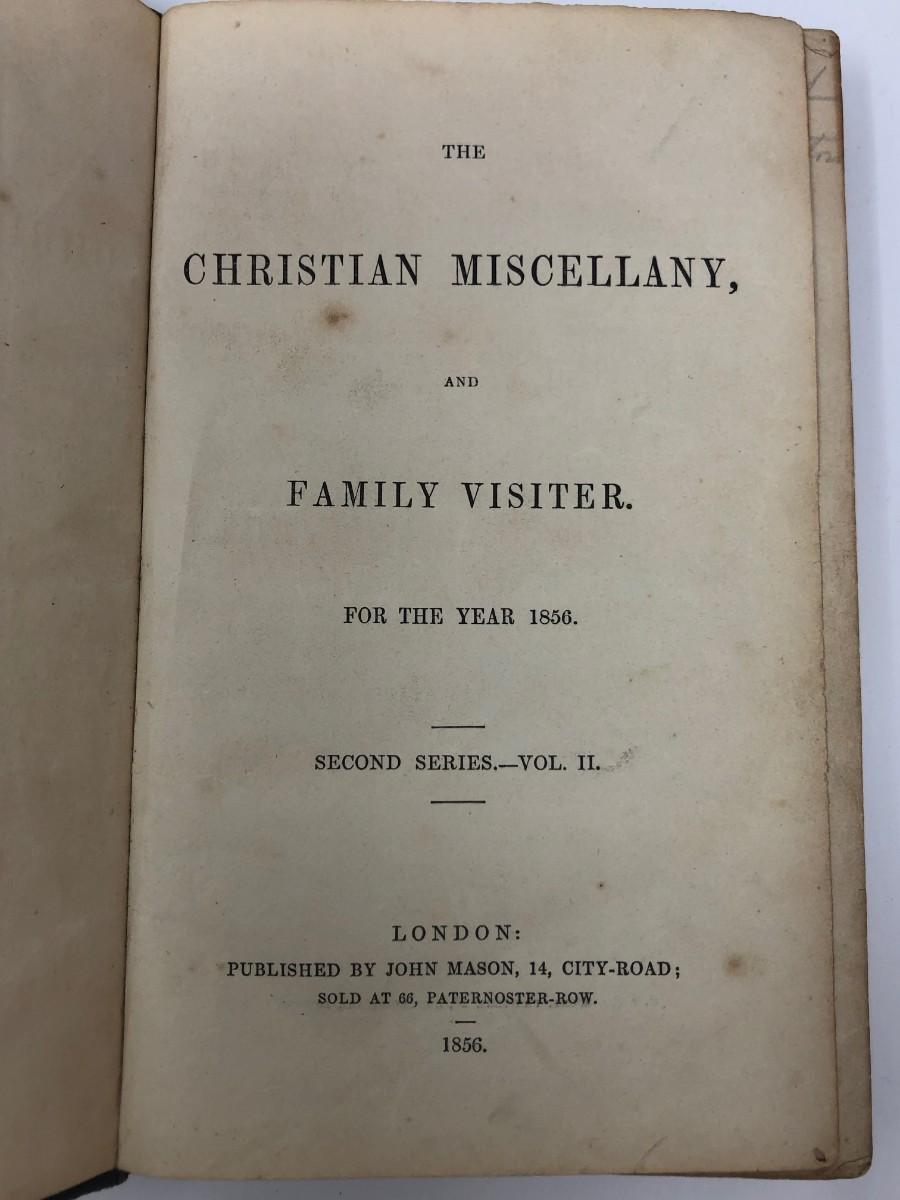 THE
CHRISTIAN MISCELLANY,
AND
FAMILY VISITER.
FOR THE YEAR 1856.
SECOND SERIES.—VOL. II.
LONDON:
PUBLISHED BY JOHN MASON, 14, CITY-ROAD;
SOLD AT 66, PATERNOSTER-ROW.
1856.